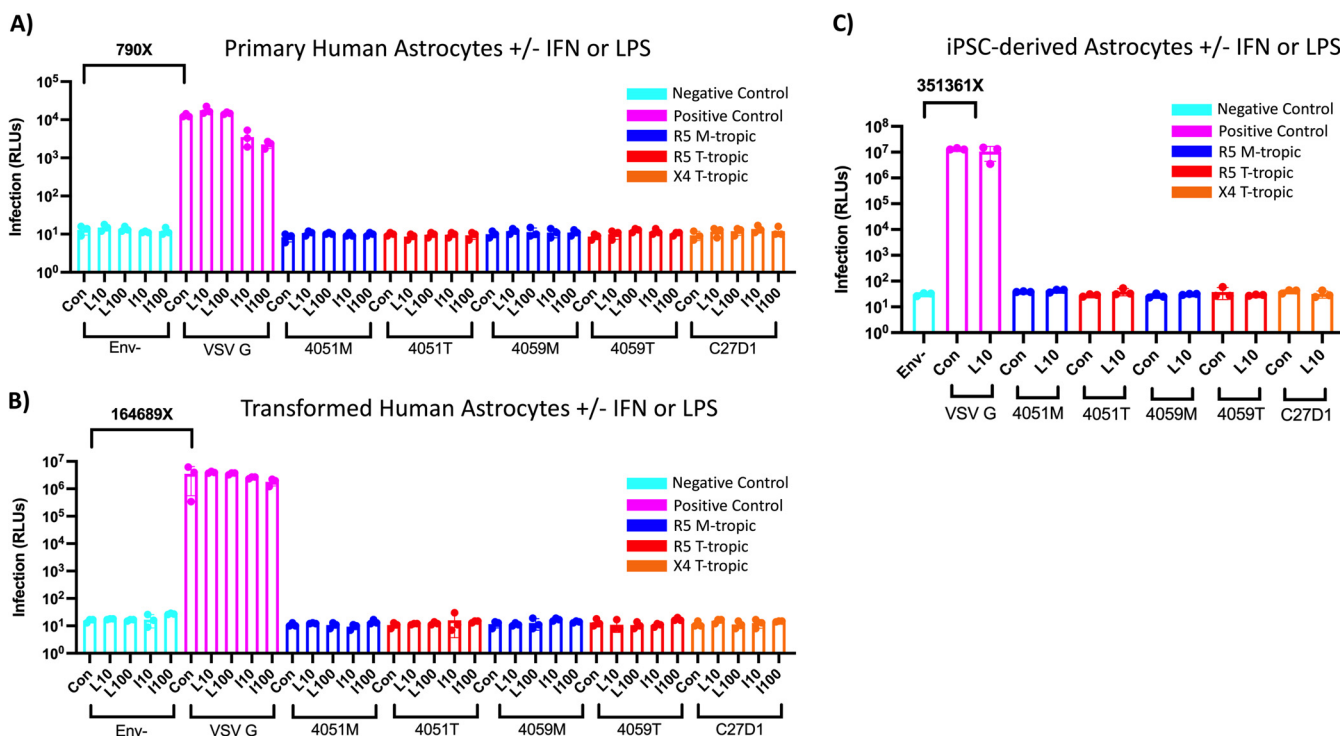 A)
Primary Human Astrocytes +/- IFN or LPS
790X
Infection (RLUs)
10^5
10^4
10^3
10^2
10^1
10^0
Negative Control
Positive Control
R5 M-tropic
R5 T-tropic
X4 T-tropic
Con L10 L100 I10 I100 Con L10 L100 I10 I100 Con L10 L100 I10 I100 Con L10 L100 I10 I100 Con L10 L100 I10 I100 Con L10 L100 I10 I100 Con L10 L100 I10 I100
Env- VSV G 4051M 4051T 4059M 4059T C27D1
B)
Transformed Human Astrocytes +/- IFN or LPS
164689X
Infection (RLUs)
10^7
10^6
10^5
10^4
10^3
10^2
10^1
10^0
Negative Control
Positive Control
R5 M-tropic
R5 T-tropic
X4 T-tropic
Con L10 L100 I10 I100 Con L10 L100 I10 I100 Con L10 L100 I10 I100 Con L10 L100 I10 I100 Con L10 L100 I10 I100 Con L10 L100 I10 I100 Con L10 L100 I10 I100
Env- VSV G 4051M 4051T 4059M 4059T C27D1
C)
iPSC-derived Astrocytes +/- IFN or LPS
351361X
Infection (RLUs)
10^8
10^7
10^6
10^5
10^4
10^3
10^2
10^1
10^0
Negative Control
Positive Control
R5 M-tropic
R5 T-tropic
X4 T-tropic
Env- Con L10 Con L10 Con L10 Con L10 Con L10 Con L10
VSV G 4051M 4051T 4059M 4059T C27D1